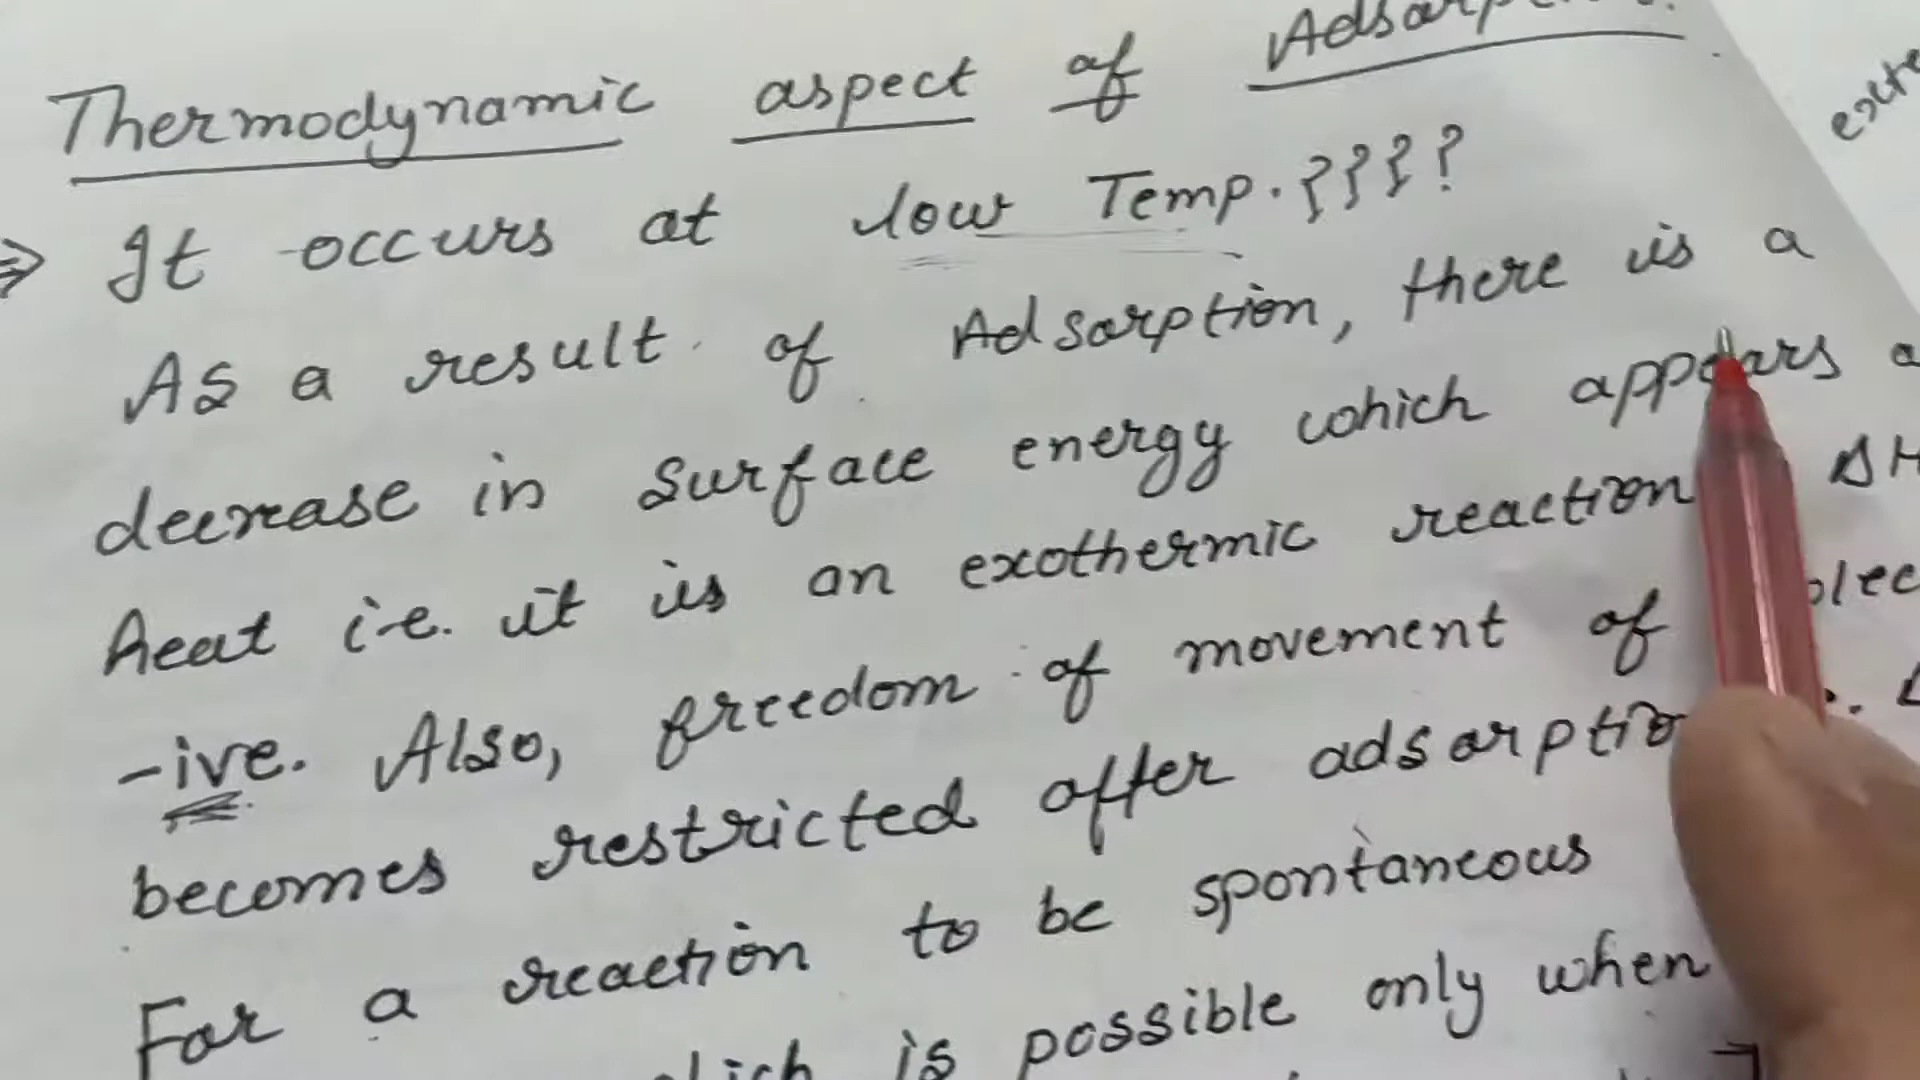 Thermodynamic aspect of
⇒ It occurs at low Temp.????
As a result of Adsorption, there is a
decrease in surface energy which appears
heat i.e. it is an exothermic reaction ΔH
-ive. Also, freedom of movement of
becomes restricted after
For a reaction to be spontaneous
is possible only when